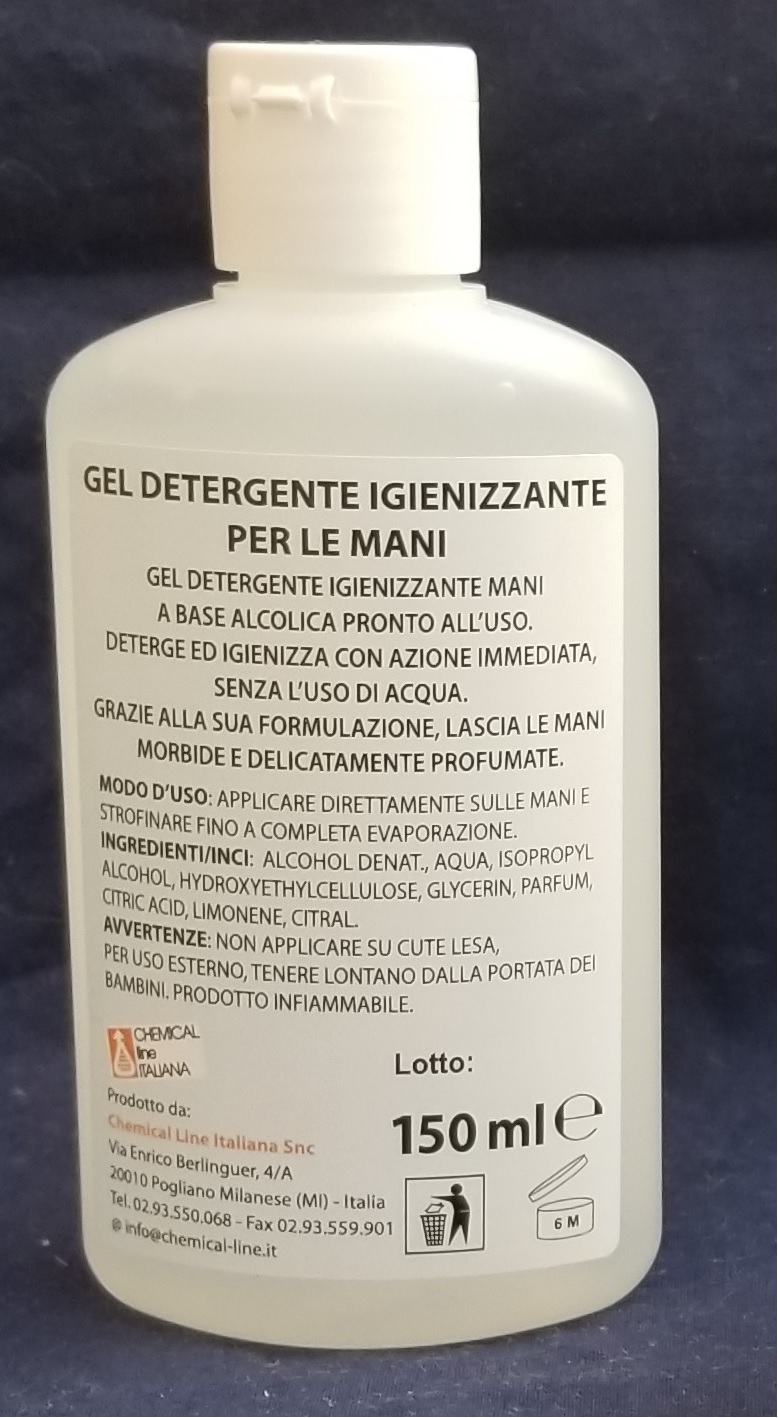 GEL DETERGENTE IGIENIZZANTE
PER LE MANI
GEL DETERGENTE IGIENIZZANTE MANI
A BASE ALCOLICA PRONTO ALL'USO.
DETERGE ED IGIENIZZA CON AZIONE IMMEDIATA,
SENZA L'USO DI ACQUA.
GRAZIE ALLA SUA FORMULAZIONE, LASCIA LE MANI
MORBIDE E DELICATAMENTE PROFUMATE.
MODO D'USO: APPLICARE DIRETTAMENTE SULLE MANI E
STROFINARE FINO A COMPLETA EVAPORAZIONE.
INGREDIENTI/INCI: ALCOHOL DENAT., AQUA, ISOPROPYL
ALCOHOL, HYDROXYETHYLCELLULOSE, GLYCERIN, PARFUM,
CITRIC ACID, LIMONENE, CITRAL.
AVVERTENZE: NON APPLICARE SU CUTE LESA,
PER USO ESTERNO, TENERE LONTANO DALLA PORTATA DEI
BAMBINI. PRODOTTO INFIAMMABILE.
CHEMICAL
line
ITALIANA
Lotto:
150 ml ℮
Prodotto da:
Chemical Line Italiana Snc
Via Enrico Berlinguer, 4/A
20010 Pogliano Milanese (MI) - Italia
Tel. 02.93.550.068 - Fax 02.93.559.901
@ info@chemical-line.it
6 M